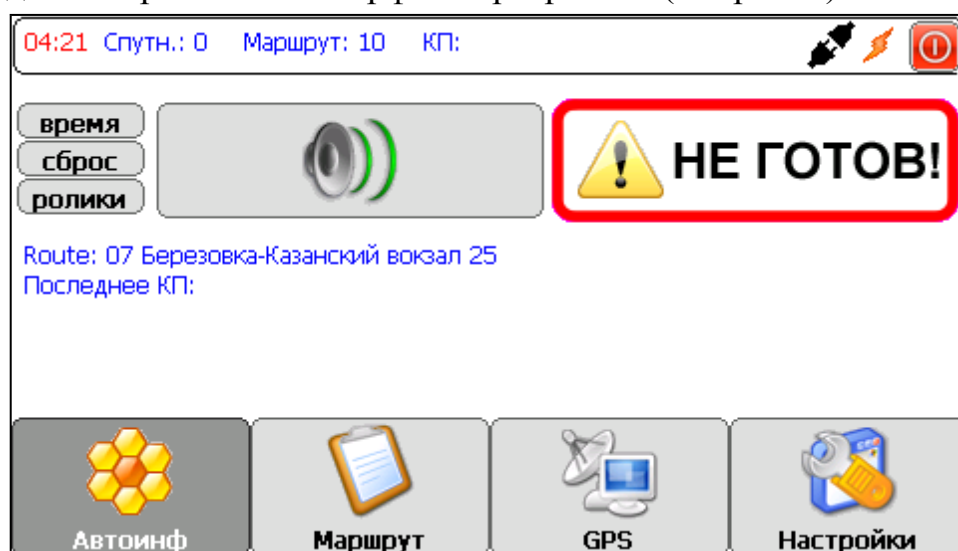 04:21 Спутн.: 0 Маршрут: 10 КП:
время
сброс
ролики
НЕ ГОТОВ!
Route: 07 Березовка-Казанский вокзал 25
Последнее КП:
Автоинф Маршрут GPS Настройки